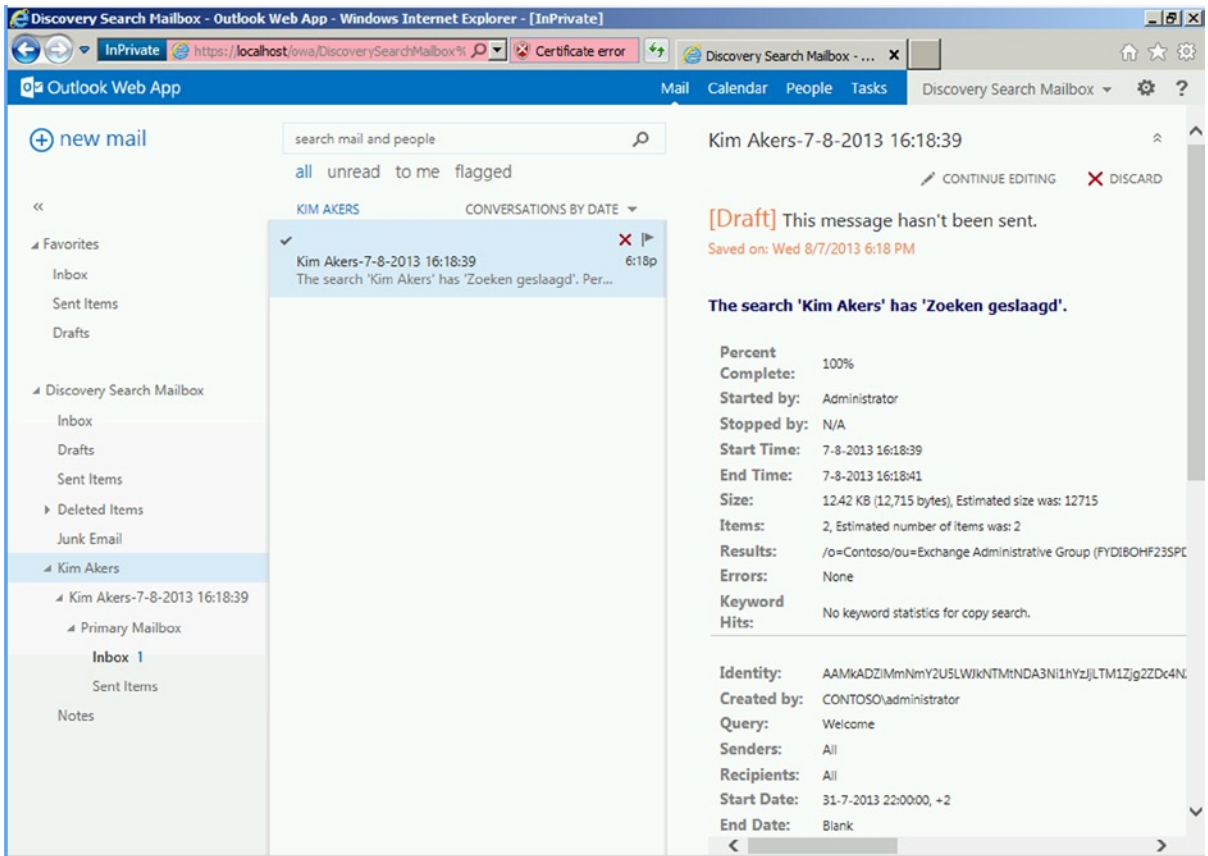 Discovery Search Mailbox - Outlook Web App - Windows Internet Explorer - [InPrivate]
InPrivate https://localhost/owa/DiscoverySearchMailbox% Certificate error Discovery Search Mailbox - ... X
Outlook Web App Mail Calendar People Tasks Discovery Search Mailbox ?
new mail
«
Favorites
Inbox
Sent Items
Drafts
Discovery Search Mailbox
Inbox
Drafts
Sent Items
Deleted Items
Junk Email
Kim Akers
Kim Akers-7-8-2013 16:18:39
Primary Mailbox
Inbox 1
Sent Items
Notes
search mail and people
all unread to me flagged
KIM AKERS CONVERSATIONS BY DATE
Kim Akers-7-8-2013 16:18:39 6:18p
The search 'Kim Akers' has 'Zoeken geslaagd'. Per...
Kim Akers-7-8-2013 16:18:39
CONTINUE EDITING DISCARD
[Draft] This message hasn't been sent.
Saved on: Wed 8/7/2013 6:18 PM
The search 'Kim Akers' has 'Zoeken geslaagd'.
Percent Complete: 100%
Started by: Administrator
Stopped by: N/A
Start Time: 7-8-2013 16:18:39
End Time: 7-8-2013 16:18:41
Size: 12.42 KB (12,715 bytes), Estimated size was: 12715
Items: 2, Estimated number of items was: 2
Results: /o=Contoso/ou=Exchange Administrative Group (FYDIBOHF23SPD
Errors: None
Keyword Hits: No keyword statistics for copy search.
Identity:
Created by: CONTOSO\administrator
Query: Welcome
Senders: All
Recipients: All
Start Date: 31-7-2013 22:00:00, +2
End Date: Blank